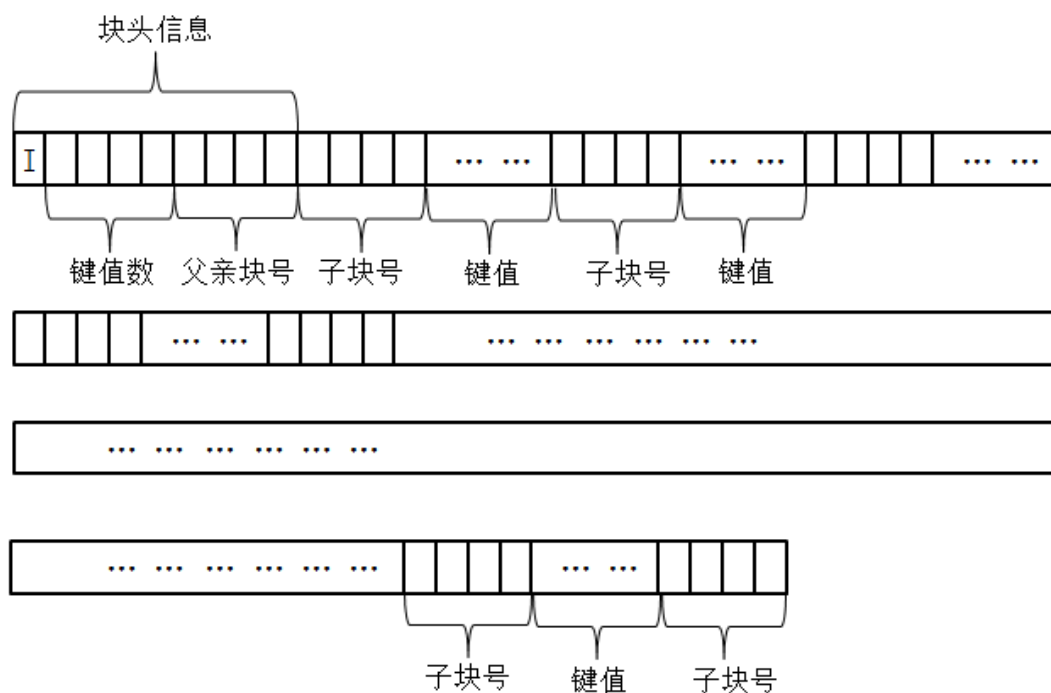 块头信息
I … … … … … …
键值数 父亲块号 子块号 键值 子块号 键值
… … … … … … … …
… … … … … …
… … … … … … … …
子块号 键值 子块号